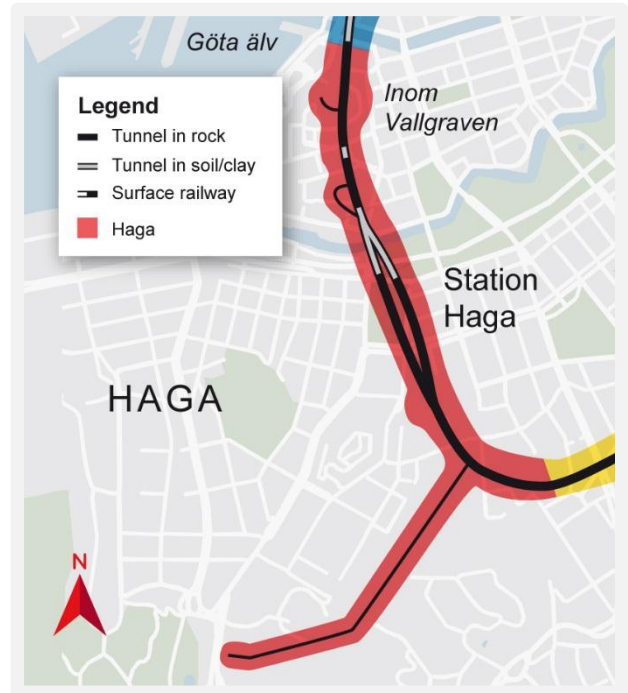 Göta älv
Inom
Vallgraven
Legend
Tunnel in rock
Tunnel in soil/clay
Surface railway
Haga
Station
Haga
HAGA
N